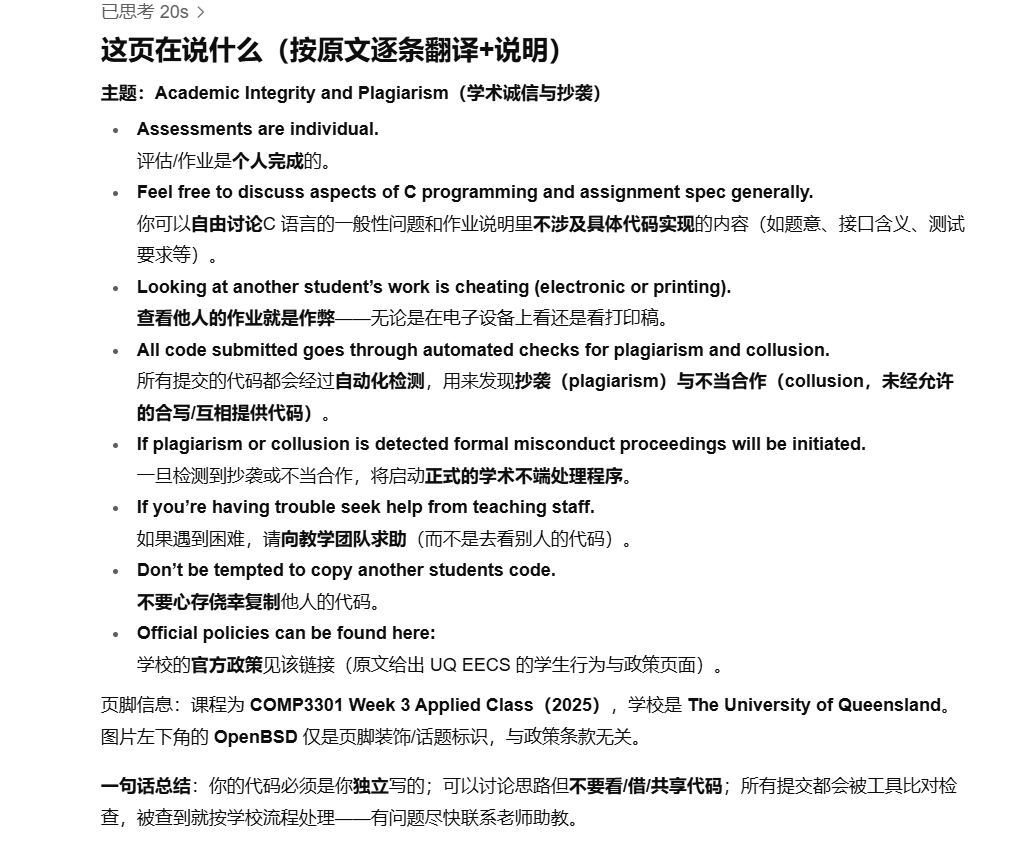 已思考 20s >
这页在说什么（按原文逐条翻译+说明）
主题：Academic Integrity and Plagiarism（学术诚信与抄袭）
• Assessments are individual.
评估/作业是个人完成的。
• Feel free to discuss aspects of C programming and assignment spec generally.
你可以自由讨论C 语言的一般性问题和作业说明里不涉及具体代码实现的内容（如题意、接口含义、测试
要求等）。
• Looking at another student’s work is cheating (electronic or printing).
查看他人的作业就是作弊——无论是在电子设备上看还是看打印稿。
• All code submitted goes through automated checks for plagiarism and collusion.
所有提交的代码都会经过自动化检测，用来发现抄袭（plagiarism）与不当合作（collusion，未经允许
的合写/互相提供代码）。
• If plagiarism or collusion is detected formal misconduct proceedings will be initiated.
一旦检测到抄袭或不当合作，将启动正式的学术不端处理程序。
• If you’re having trouble seek help from teaching staff.
如果遇到困难，请向教学团队求助（而不是去看别人的代码）。
• Don’t be tempted to copy another students code.
不要心存侥幸复制他人的代码。
• Official policies can be found here:
学校的官方政策见该链接（原文给出 UQ EECS 的学生行为与政策页面）。
页脚信息：课程为 COMP3301 Week 3 Applied Class（2025），学校是 The University of Queensland。
图片左下角的 OpenBSD 仅是页脚装饰/话题标识，与政策条款无关。
一句话总结：你的代码必须是你独立写的；可以讨论思路但不要看/借/共享代码；所有提交都会被工具比对检
查，被查到就按学校流程处理——有问题尽快联系老师助教。